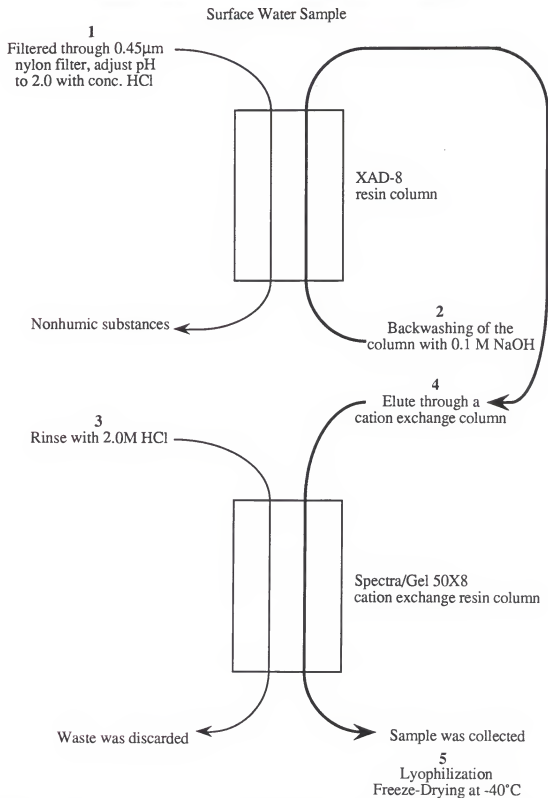 Surface Water Sample
1
Filtered through 0.45µm
nylon filter, adjust pH
to 2.0 with conc. HCl
XAD-8
resin column
Nonhumic substances
2
Backwashing of the
column with 0.1 M NaOH
4
Elute through a
cation exchange column
3
Rinse with 2.0M HCl
Spectra/Gel 50X8
cation exchange resin column
Waste was discarded
Sample was collected
5
Lyophilization
Freeze-Drying at -40°C